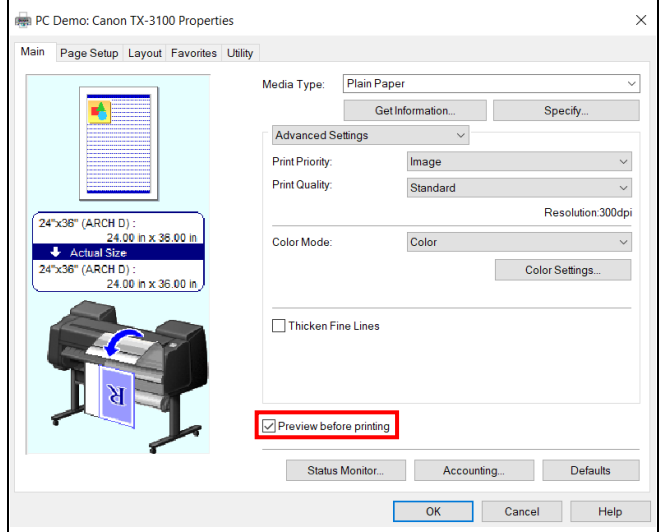 PC Demo: Canon TX-3100 Properties
Main Page Setup Layout Favorites Utility
Media Type: Plain Paper
Get Information... Specify...
Advanced Settings
Print Priority: Image
Print Quality: Standard
Resolution:300dpi
24"x36" (ARCH D) :
24.00 in x 36.00 in
Actual Size
24"x36" (ARCH D) :
24.00 in x 36.00 in
Color Mode: Color
Color Settings...
Thicken Fine Lines
R
Preview before printing
Status Monitor... Accounting... Defaults
OK Cancel Help